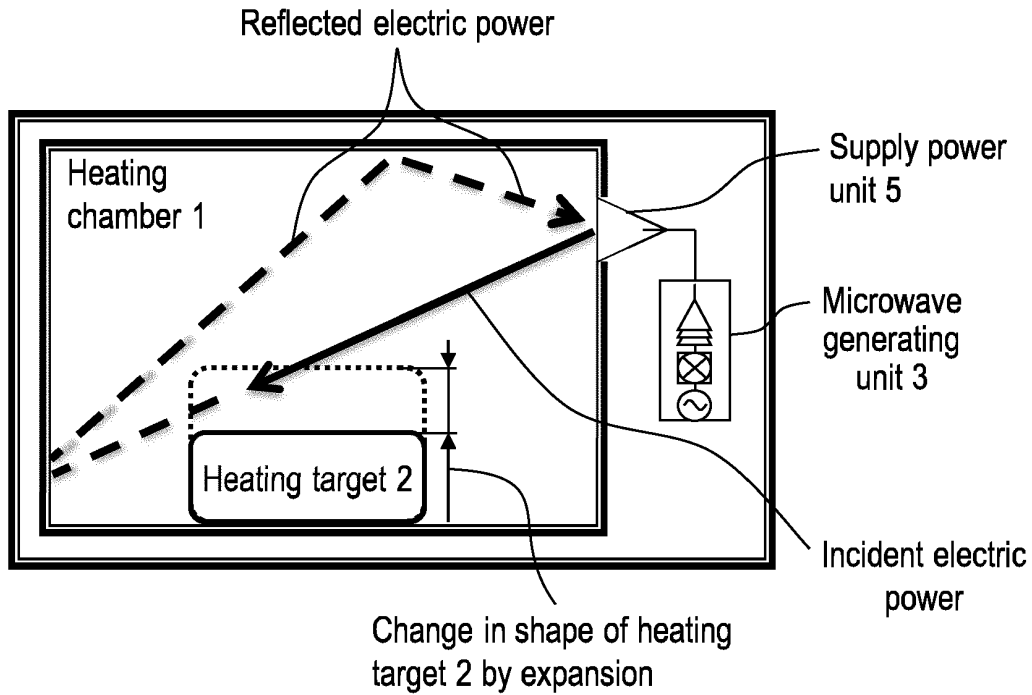 Reflected electric power
Heating
chamber 1
Supply power
unit 5
Microwave
generating
unit 3
Heating target 2
Incident electric
power
Change in shape of heating
target 2 by expansion